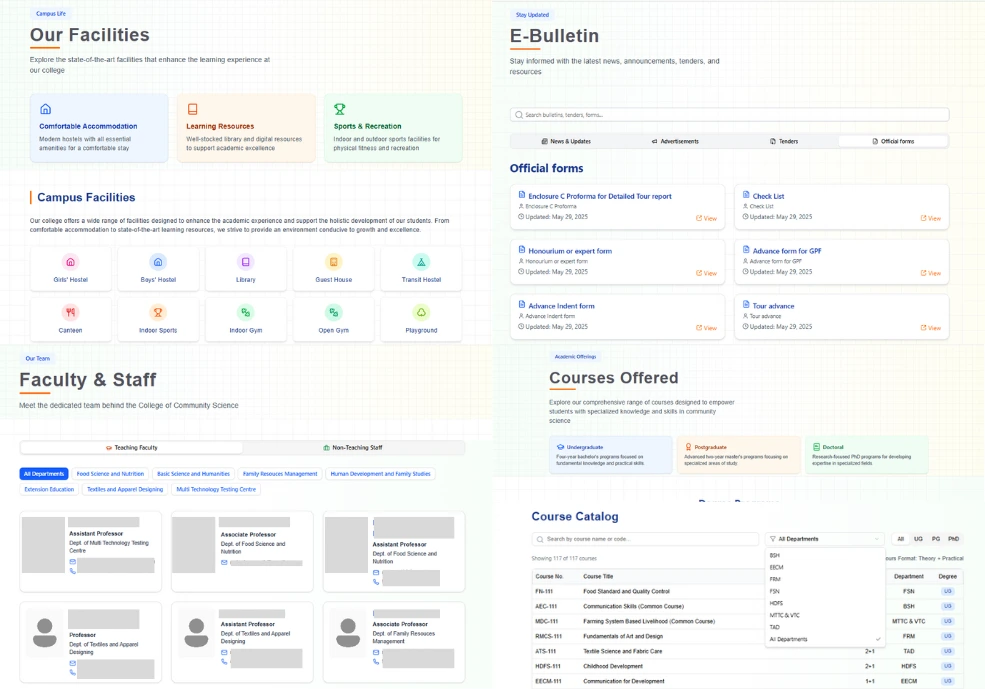 Campus Life
Our Facilities
Explore the state-of-the-art facilities that enhance the learning experience at
our college
Comfortable Accommodation
Modern hostels with all essential
amenities for a comfortable stay
Learning Resources
Well-stocked library and digital resources
to support academic excellence
Sports & Recreation
Indoor and outdoor sports facilities for
physical fitness and recreation
Campus Facilities
Our college offers a wide range of facilities designed to enhance the academic experience and support the holistic development of our students. From
comfortable accommodation to state-of-the-art learning resources, we strive to provide an environment conducive to growth and excellence.
Girls' Hostel
Boys' Hostel
Library
Guest House
Transit Hostel
Canteen
Indoor Sports
Indoor Gym
Open Gym
Playground
Stay Updated
E-Bulletin
Stay informed with the latest news, announcements, tenders, and
resources
Search bulletins, tenders, forms...
News & Updates
Advertisements
Tenders
Official forms
Official forms
Enclosure C Proforma for Detailed Tour report
Enclosure C Proforma
Updated: May 29, 2025
View
Check List
Check List
Updated: May 29, 2025
View
Honourium or expert form
Honourium or expert form
Updated: May 29, 2025
View
Advance form for GPF
Advance form for GPF
Updated: May 29, 2025
View
Advance Indent form
Advance Indent form
Updated: May 29, 2025
View
Tour advance
Tour advance
Updated: May 29, 2025
View
Our Team
Faculty & Staff
Meet the dedicated team behind the College of Community Science
Teaching Faculty
Non-Teaching Staff
All Departments
Food Science and Nutrition
Basic Science and Humanities
Family Resouces Management
Human Development and Family Studies
Extension Education
Textiles and Apparel Designing
Multi Technology Testing Centre
Assistant Professor
Dept. of Multi Technology Testing
Centre
Associate Professor
Dept. of Food Science and
Nutrition
Assistant Professor
Dept. of Food Science and
Nutrition
Professor
Dept. of Textiles and Apparel
Designing
Assistant Professor
Dept. of Textiles and Apparel
Designing
Associate Professor
Dept. of Family Resouces
Management
Academic Offerings
Courses Offered
Explore our comprehensive range of courses designed to empower
students with specialized knowledge and skills in community
science
Undergraduate
Four-year bachelor's programs focusing on
fundamental knowledge and practical skills.
Postgraduate
Advanced two-year master's programs focusing on
specialized areas of study
Doctoral
Research-focused PhD programs for developing
expertise in specialized fields
Course Catalog
Search by course name or code...
All Departments
All UG PG PhD
Showing 117 of 117 courses
ours Format: Theory + Practical
BSH
EECM
FRM
FSN
HDFS
MTTC & VTC
TAD
All Departments
Course No. Course Title Department Degree
FN-111 Food Standard and Quality Control FSN UG
AEC-111 Communication Skills (Common Course) BSH UG
MDC-111 Farming System Based Livelihood (Common Course) MTTC & VTC UG
RMCS-111 Fundamentals of Art and Design FRM UG
ATS-111 Textile Science and Fabric Care 2+1 TAD UG
HDFS-111 Childhood Development 2+1 HDFS UG
EECM-111 Communication for Development 1+1 EECM UG